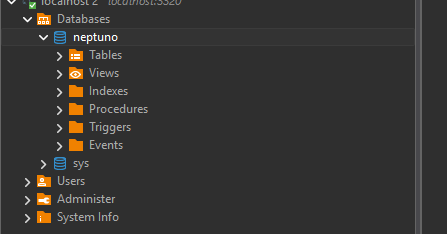 localhost 2 localhost:3320
Databases
neptuno
Tables
Views
Indexes
Procedures
Triggers
Events
sys
Users
Administer
System Info